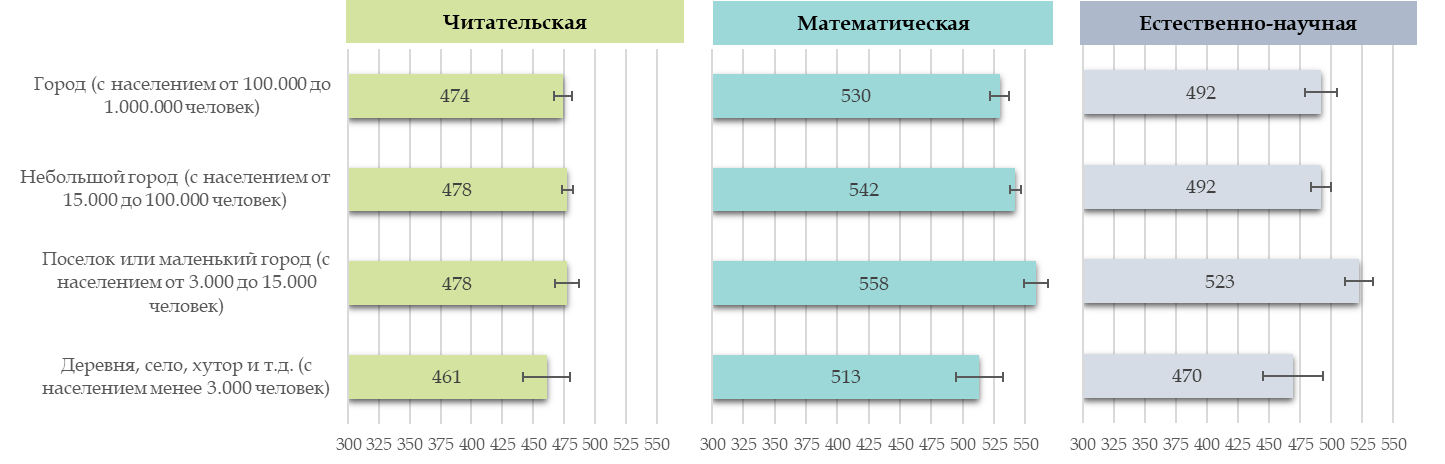 Читательская
Математическая
Естественно-научная
Город (с населением от 100.000 до
1.000.000 человек)
474
530
492
Небольшой город (с населением от
15.000 до 100.000 человек)
478
542
492
Поселок или маленький город (с
населением от 3.000 до 15.000
человек)
478
558
523
Деревня, село, хутор и т.д. (с
населением менее 3.000 человек)
461
513
470
300 325 350 375 400 425 450 475 500 525 550
300 325 350 375 400 425 450 475 500 525 550
300 325 350 375 400 425 450 475 500 525 550